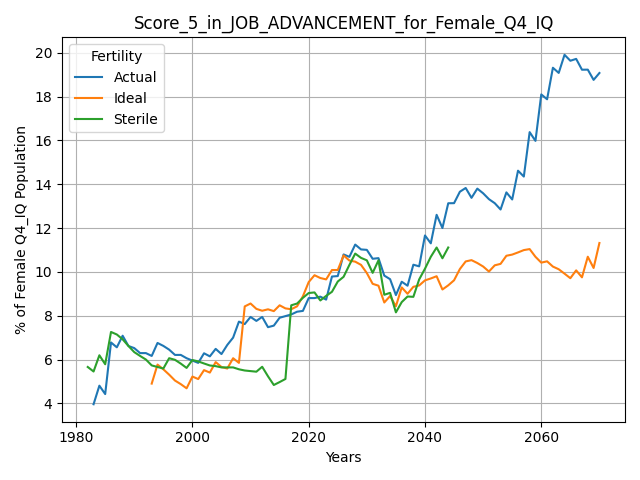 Score_5_in_JOB_ADVANCEMENT_for_Female_Q4_IQ
% of Female Q4_IQ Population
20
18
16
14
12
10
8
6
4
Fertility
Actual
Ideal
Sterile
1980 2000 2020 2040 2060
Years